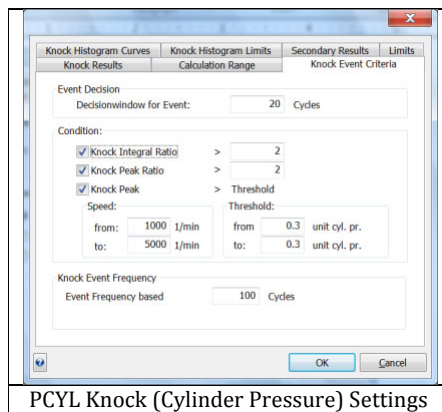 Knock Histogram Curves Knock Histogram Limits Secondary Results Limits
Knock Results Calculation Range Knock Event Criteria
Event Decision
Decisionwindow for Event: 20 Cycles
Condition:
Knock Integral Ratio > 2
Knock Peak Ratio > 2
Knock Peak > Threshold
Speed: Threshold:
from: 1000 1/min from 0.3 unit cyl. pr.
to: 5000 1/min to: 0.3 unit cyl. pr.
Knock Event Frequency
Event Frequency based 100 Cycles
OK Cancel
PCYL Knock (Cylinder Pressure) Settings